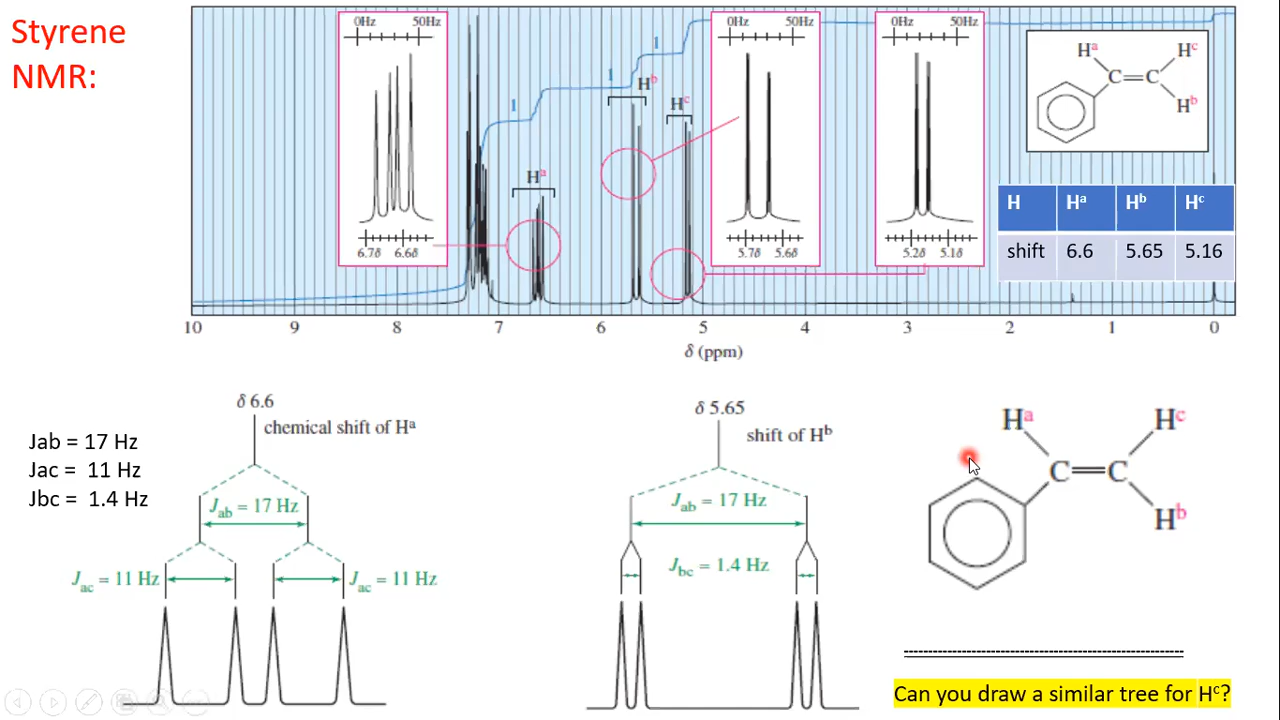 Styrene
NMR:
0Hz 50Hz
6.7δ 6.6δ
0Hz 50Hz
5.7δ 5.6δ
0Hz 50Hz
5.2δ 5.1δ
1
1
1
Hᵃ
Hᵇ
Hᶜ
Hᵃ Hᶜ
C=C
Hᵇ
H Hᵃ Hᵇ Hᶜ
shift 6.6 5.65 5.16
10 9 8 7 6 5 4 3 2 1 0
δ (ppm)
Jab = 17 Hz
Jac = 11 Hz
Jbc = 1.4 Hz
δ 6.6
chemical shift of Hᵃ
Jab = 17 Hz
Jac = 11 Hz
Jac = 11 Hz
δ 5.65
shift of Hᵇ
Jab = 17 Hz
Jbc = 1.4 Hz
Hᵃ Hᶜ
C=C
Hᵇ
Can you draw a similar tree for Hᶜ?